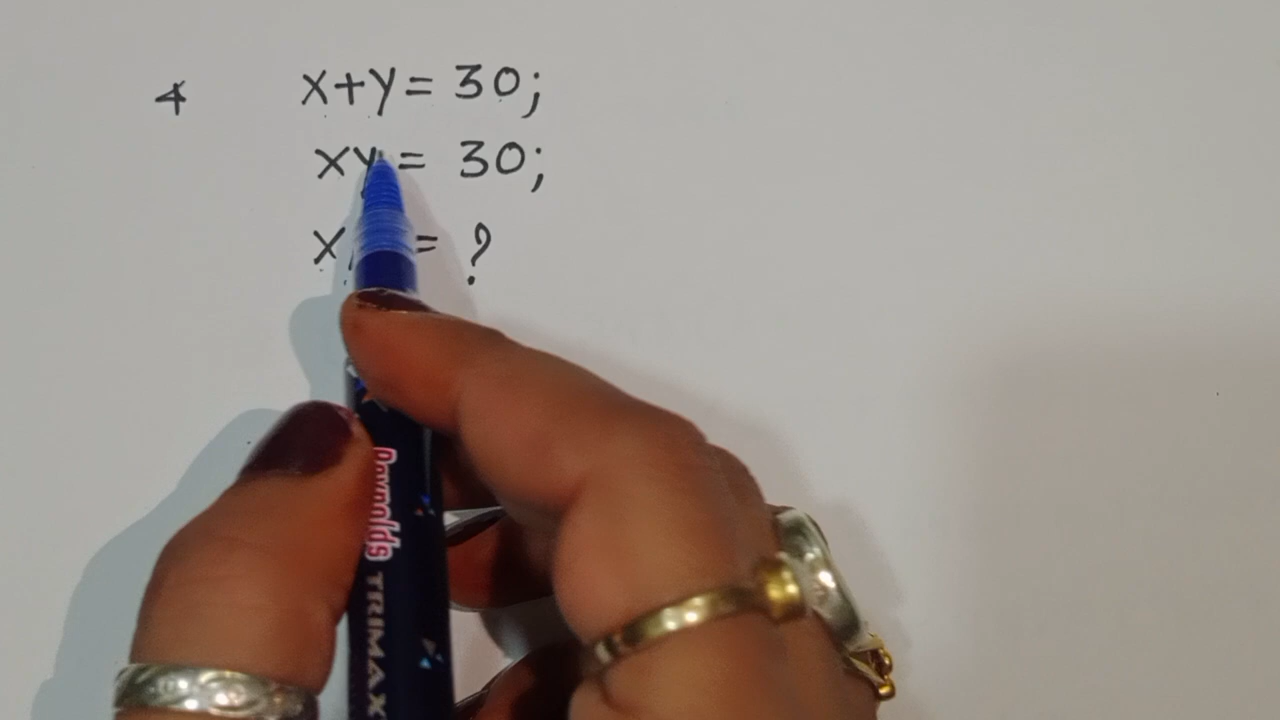 4
x+y = 30;
xy = 30;
x = ?
Reynolds TRIMAX